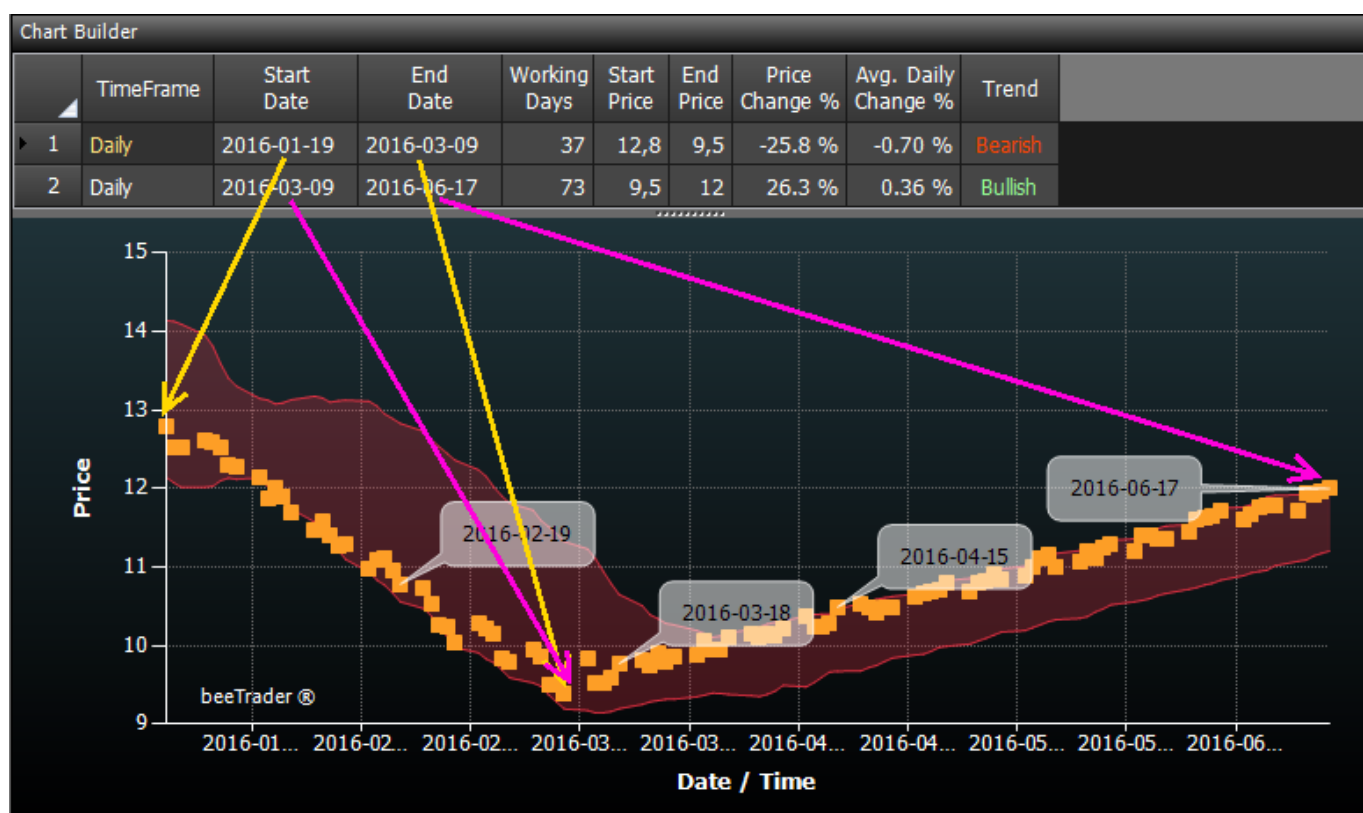 Chart Builder
TimeFrame Start Date End Date Working Days Start Price End Price Price Change % Avg. Daily Change % Trend
1 Daily 2016-01-19 2016-03-09 37 12,8 9,5 -25.8 % -0.70 % Bearish
2 Daily 2016-03-09 2016-06-17 73 9,5 12 26.3 % 0.36 % Bullish
15
14
13
12
11
10
9
Price
2016-06-17
2016-02-19
2016-04-15
2016-03-18
beeTrader ®
2016-01... 2016-02... 2016-02... 2016-03... 2016-03... 2016-04... 2016-04... 2016-05... 2016-05... 2016-06...
Date / Time